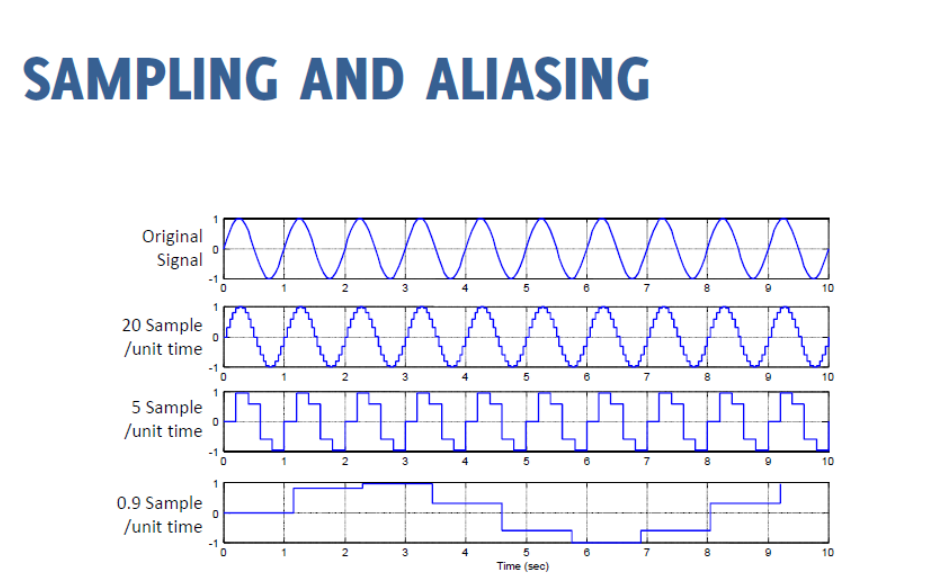 SAMPLING AND ALIASING
Original
Signal
1
0
-1
0 1 2 3 4 5 6 7 8 9 10
20 Sample
/unit time
1
0
-1
0 1 2 3 4 5 6 7 8 9 10
5 Sample
/unit time
1
0
-1
0 1 2 3 4 5 6 7 8 9 10
0.9 Sample
/unit time
1
0
-1
0 1 2 3 4 5 6 7 8 9 10
Time (sec)